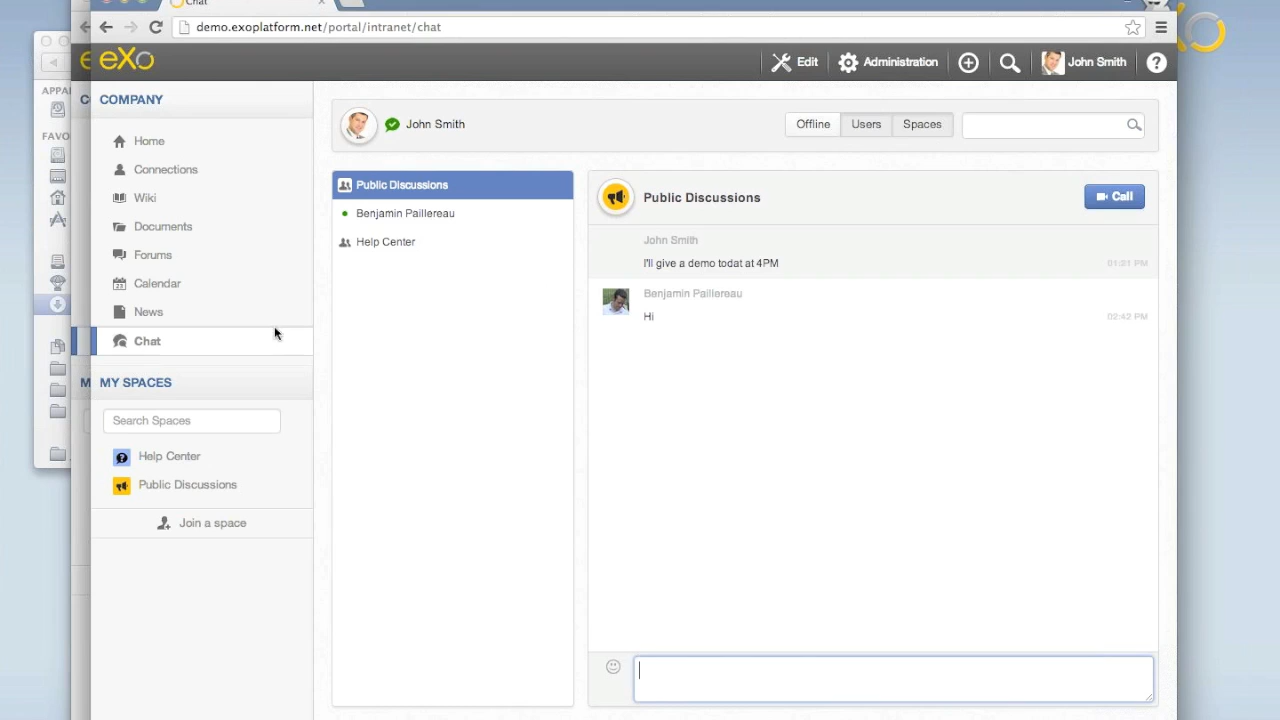 Chat
demo.exoplatform.net/portal/intranet/chat
eXo
Edit
Administration
John Smith
COMPANY
Home
Connections
Wiki
Documents
Forums
Calendar
News
Chat
MY SPACES
Search Spaces
Help Center
Public Discussions
Join a space
APPA
FAVO
John Smith
Offline
Users
Spaces
Public Discussions
Benjamin Paillereau
Help Center
Public Discussions
Call
John Smith
I'll give a demo todat at 4PM
01:21 PM
Benjamin Paillereau
Hi
02:42 PM